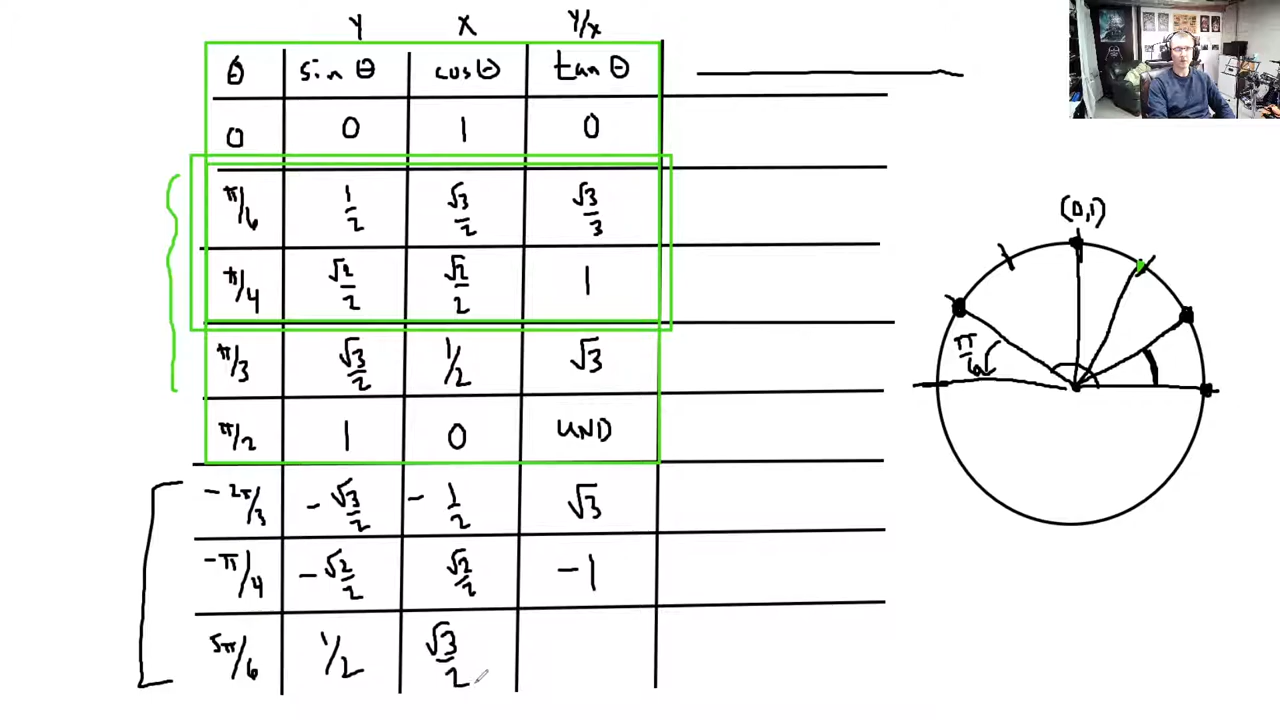 Y X Y/x
θ sin θ cosθ tan θ
0 0 1 0
π/6 1/2 √3/2 √3/3
π/4 √2/2 √2/2 1
π/3 √3/2 1/2 √3
π/2 1 0 UND
-2π/3 -√3/2 -1/2 √3
-π/4 -√2/2 √2/2 -1
5π/6 1/2 √3/2
(0,1)
π/6